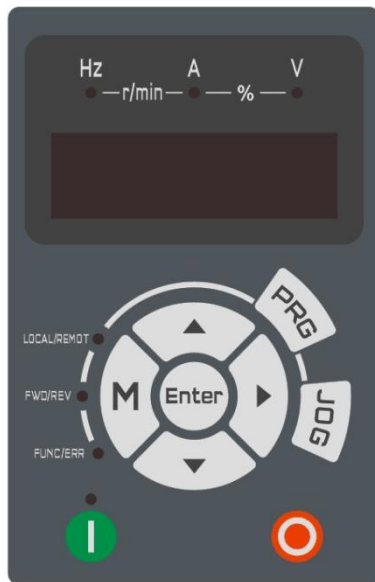 Hz A V
r/min %
PRG
LOCAL/REMOT
FWD/REV
M Enter
JOG
FUNC/ERR